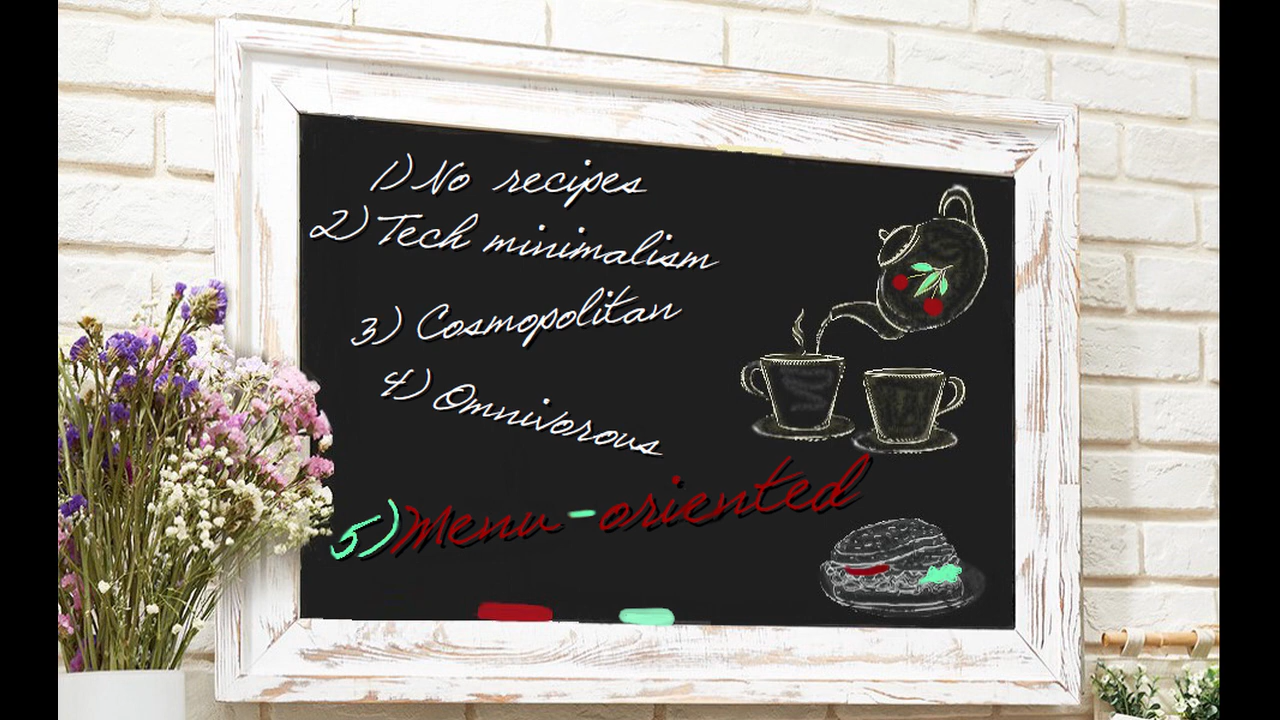 1) No recipes
2) Tech minimalism
3) Cosmopolitan
4) Omnivorous
5) Menu-oriented